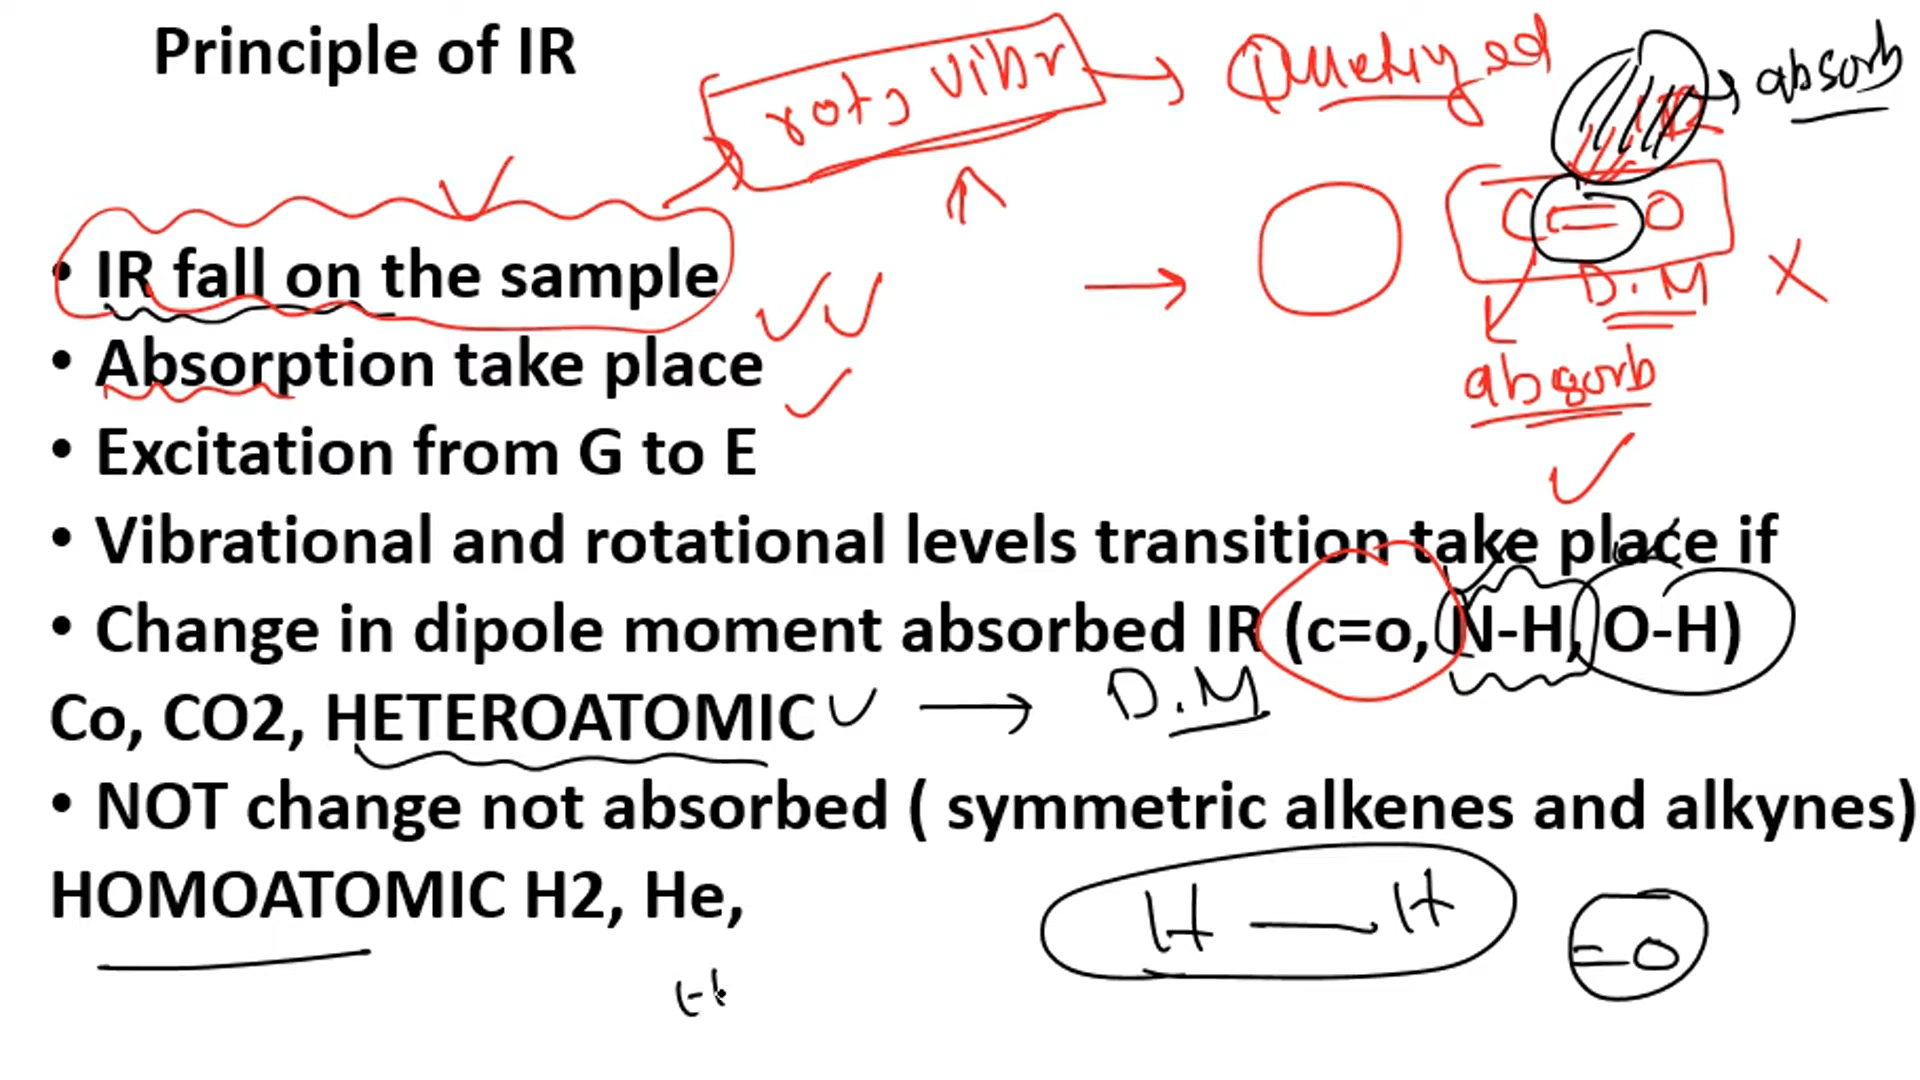 Principle of IR
rots vibr
Quetized
absorb
C=O
D.M X
• IR fall on the sample
absorb
• Absorption take place
• Excitation from G to E
• Vibrational and rotational levels transition take place if
• Change in dipole moment absorbed IR (c=o, N-H, O-H)
Co, CO2, HETEROATOMIC
D.M
• NOT change not absorbed ( symmetric alkenes and alkynes)
HOMOATOMIC H2, He,
H — H
=O